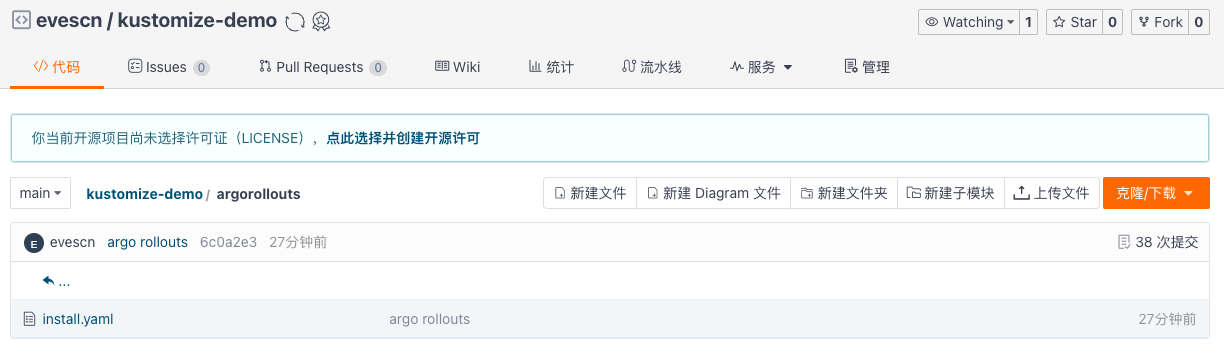 evescn / kustomize-demo
Watching 1 Star 0 Fork 0
代码 Issues 0 Pull Requests 0 Wiki 统计 流水线 服务 管理
你当前开源项目尚未选择许可证（LICENSE），点此选择并创建开源许可
main kustomize-demo / argorollouts 新建文件 新建 Diagram 文件 新建文件夹 新建子模块 上传文件 克隆/下载
E evescn argo rollouts 6c0a2e3 27分钟前 38 次提交
...
install.yaml argo rollouts 27分钟前